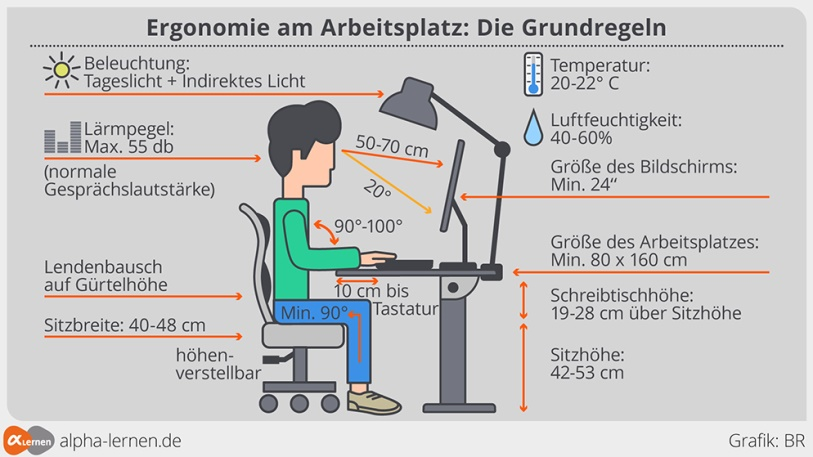 Ergonomie am Arbeitsplatz: Die Grundregeln
Beleuchtung:
Tageslicht + Indirektes Licht
Lärmpegel:
Max. 55 db
(normale
Gesprächslautstärke)
Lendenbausch
auf Gürtelhöhe
Sitzbreite: 40-48 cm
höhen-
verstellbar
50-70 cm
20°
90°-100°
10 cm bis
Tastatur
Min. 90°
Temperatur:
20-22° C
Luftfeuchtigkeit:
40-60%
Größe des Bildschirms:
Min. 24“
Größe des Arbeitsplatzes:
Min. 80 x 160 cm
Schreibtischhöhe:
19-28 cm über Sitzhöhe
Sitzhöhe:
42-53 cm
α Lernen
alpha-lernen.de
Grafik: BR